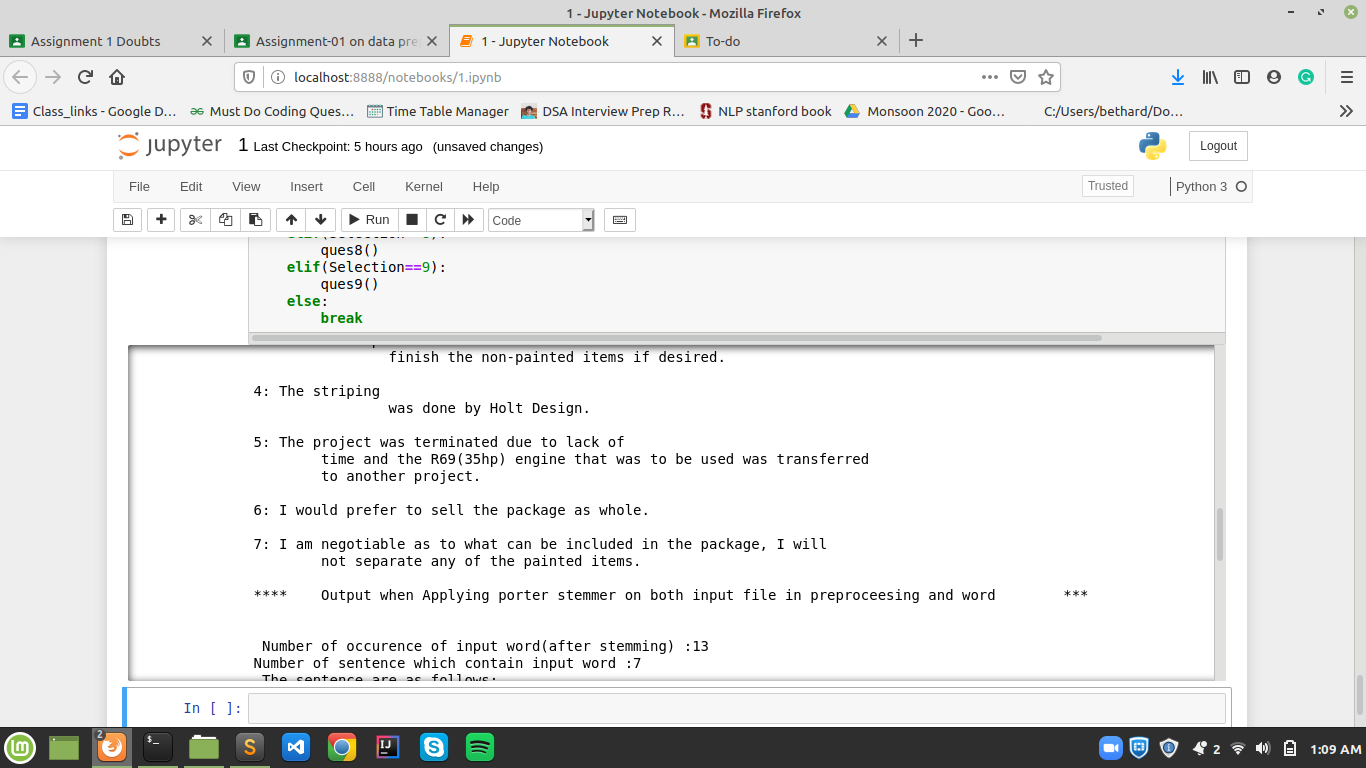 1 - Jupyter Notebook - Mozilla Firefox
Assignment 1 Doubts
Assignment-01 on data pre
1 - Jupyter Notebook
To-do
localhost:8888/notebooks/1.ipynb
Class_links - Google D…
Must Do Coding Ques…
Time Table Manager
DSA Interview Prep R…
NLP stanford book
Monsoon 2020 - Goo…
C:/Users/bethard/Do…
jupyter 1 Last Checkpoint: 5 hours ago (unsaved changes)
Logout
File Edit View Insert Cell Kernel Help
Trusted
Python 3
Run
Code
ques8()
elif(Selection==9):
ques9()
else:
break
finish the non-painted items if desired.
4: The striping
was done by Holt Design.
5: The project was terminated due to lack of
time and the R69(35hp) engine that was to be used was transferred
to another project.
6: I would prefer to sell the package as whole.
7: I am negotiable as to what can be included in the package, I will
not separate any of the painted items.
**** Output when Applying porter stemmer on both input file in preproceesing and word ***
Number of occurence of input word(after stemming) :13
Number of sentence which contain input word :7
The sentence are as follows:
In [ ]:
2
$_
S
IJ
2
1:09 AM